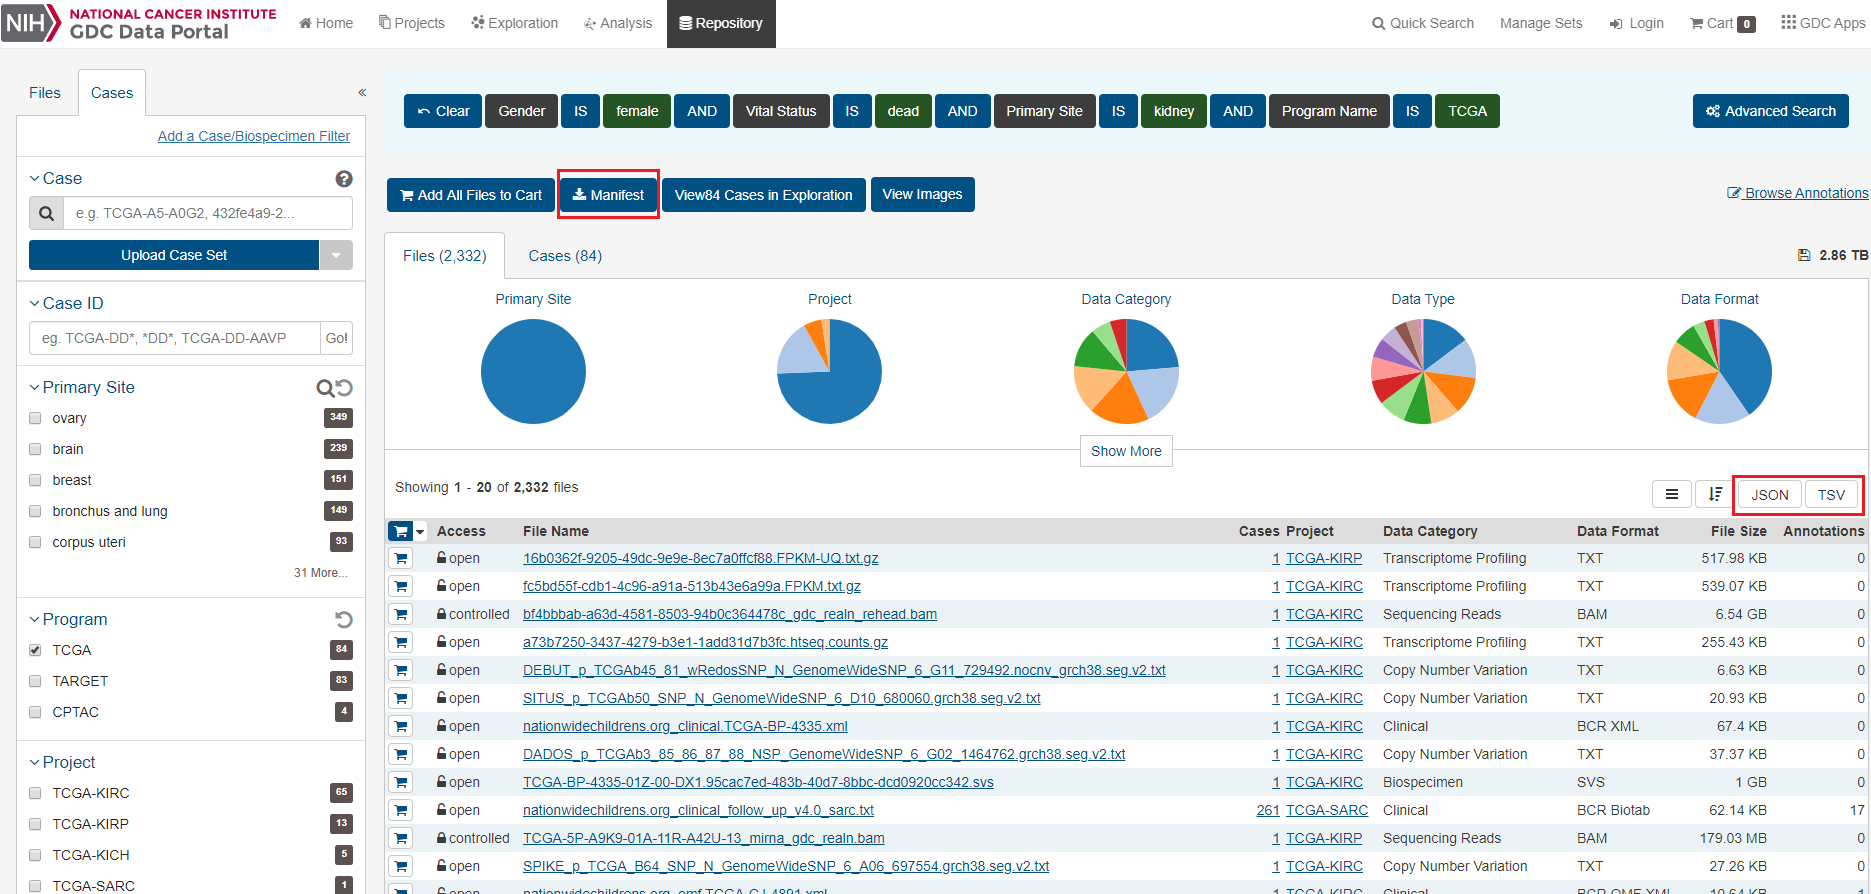 NIH NATIONAL CANCER INSTITUTE
GDC Data Portal
Home Projects Exploration Analysis Repository Quick Search Manage Sets Login Cart 0 GDC Apps
Files Cases «
Add a Case/Biospecimen Filter
Case
e.g. TCGA-A5-A0G2, 432fe4a9-2...
Upload Case Set
Case ID
eg. TCGA-DD*, *DD*, TCGA-DD-AAVP Go!
Primary Site
ovary 349
brain 239
breast 151
bronchus and lung 149
corpus uteri 93
31 More...
Program
TCGA 84
TARGET 83
CPTAC 4
Project
TCGA-KIRC 65
TCGA-KIRP 13
TCGA-KICH 5
TCGA-SARC 1
Clear Gender IS female AND Vital Status IS dead AND Primary Site IS kidney AND Program Name IS TCGA Advanced Search
Add All Files to Cart Manifest View84 Cases in Exploration View Images Browse Annotations
Files (2,332) Cases (84) 2.86 TB
Primary Site Project Data Category Data Type Data Format
Show More
Showing 1 - 20 of 2,332 files JSON TSV
Access File Name Cases Project Data Category Data Format File Size Annotations
open 16b0362f-9205-49dc-9e9e-8ec7a0ffcf88.FPKM-UQ.txt.gz 1 TCGA-KIRP Transcriptome Profiling TXT 517.98 KB 0
open fc5bd55f-cdb1-4c96-a91a-513b43e6a99a.FPKM.txt.gz 1 TCGA-KIRC Transcriptome Profiling TXT 539.07 KB 0
controlled bf4bbbab-a63d-4581-8503-94b0c364478c_gdc_realn_rehead.bam 1 TCGA-KIRC Sequencing Reads BAM 6.54 GB 0
open a73b7250-3437-4279-b3e1-1add31d7b3fc.htseq.counts.gz 1 TCGA-KIRC Transcriptome Profiling TXT 255.43 KB 0
open DEBUT_p_TCGAb45_81_wRedosSNP_N_GenomeWideSNP_6_G11_729492.nocnv_grch38.seg.v2.txt 1 TCGA-KIRC Copy Number Variation TXT 6.63 KB 0
open SITUS_p_TCGAb50_SNP_N_GenomeWideSNP_6_D10_680060.grch38.seg.v2.txt 1 TCGA-KIRC Copy Number Variation TXT 20.93 KB 0
open nationwidechildrens.org_clinical.TCGA-BP-4335.xml 1 TCGA-KIRC Clinical BCR XML 67.4 KB 0
open DADOS_p_TCGAb3_85_86_87_88_NSP_GenomeWideSNP_6_G02_1464762.grch38.seg.v2.txt 1 TCGA-KIRC Copy Number Variation TXT 37.37 KB 0
open TCGA-BP-4335-01Z-00-DX1.95cac7ed-483b-40d7-8bbc-dcd0920cc342.svs 1 TCGA-KIRC Biospecimen SVS 1 GB 0
open nationwidechildrens.org_clinical_follow_up_v4.0_sarc.txt 261 TCGA-SARC Clinical BCR Biotab 62.14 KB 17
controlled TCGA-5P-A9K9-01A-11R-A42U-13_mirna_gdc_realn.bam 1 TCGA-KIRP Sequencing Reads BAM 179.03 MB 0
open SPIKE_p_TCGA_B64_SNP_N_GenomeWideSNP_6_A06_697554.grch38.seg.v2.txt 1 TCGA-KIRC Copy Number Variation TXT 27.26 KB 0
open nationwidechildrens.org_omf.TCGA-CJ-4891.xml 1 TCGA-KIRC Clinical BCR OMF XML 10.64 KB 1